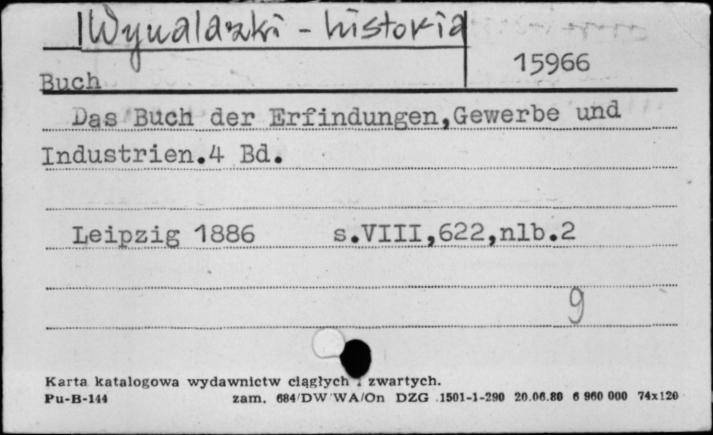 Wynalazki - historia
15966
Buch
Das Buch der Erfindungen,Gewerbe und
Industrien.4 Bd.
Leipzig 1886 s.VIII,622,nlb.2
9
Karta katalogowa wydawnictw ciągłych i zwartych.
Pu-B-144 zam. 684/DW WA/On DZG 1501-1-290 20.06.80 6 960 000 74x120